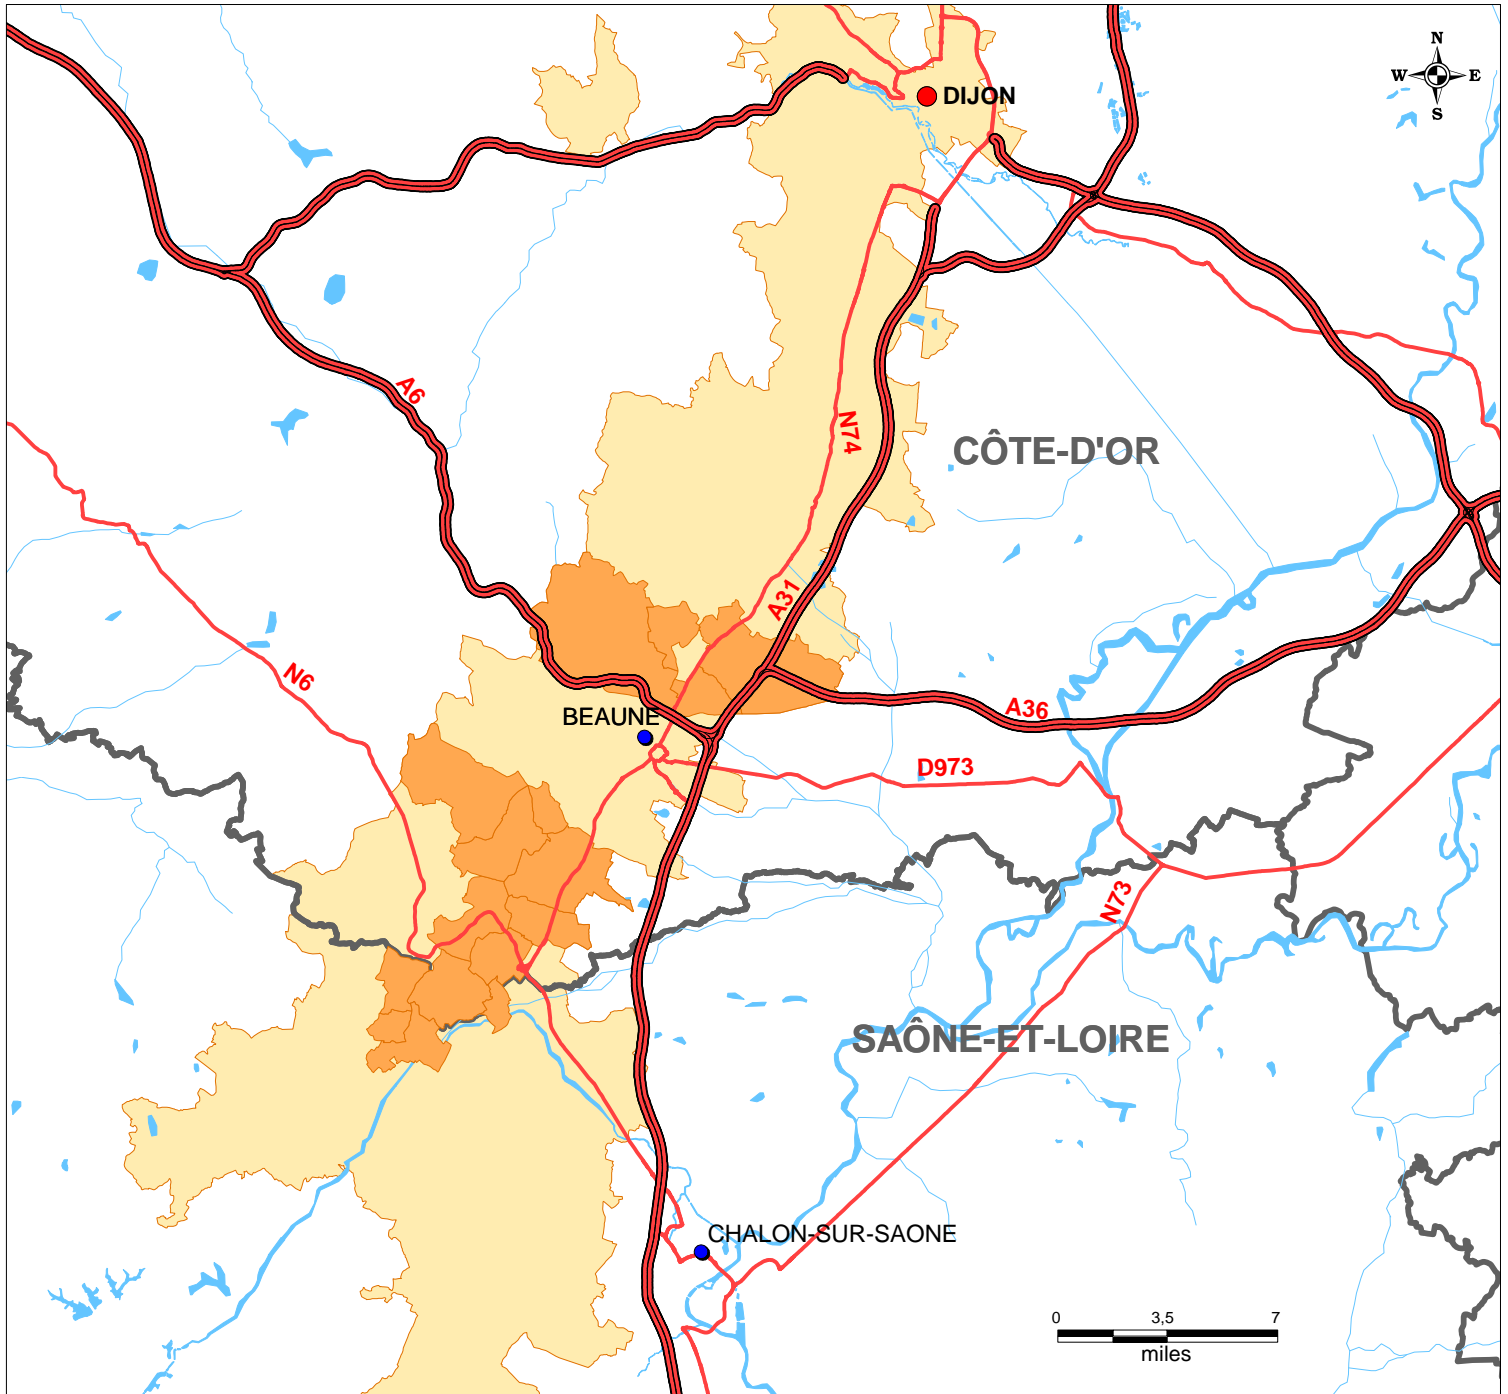 N
W E
S
DIJON
A6
N74
CÔTE-D'OR
A31
N6
A36
BEAUNE
D973
N73
SAÔNE-ET-LOIRE
CHALON-SUR-SAONE
0 3,5 7
miles